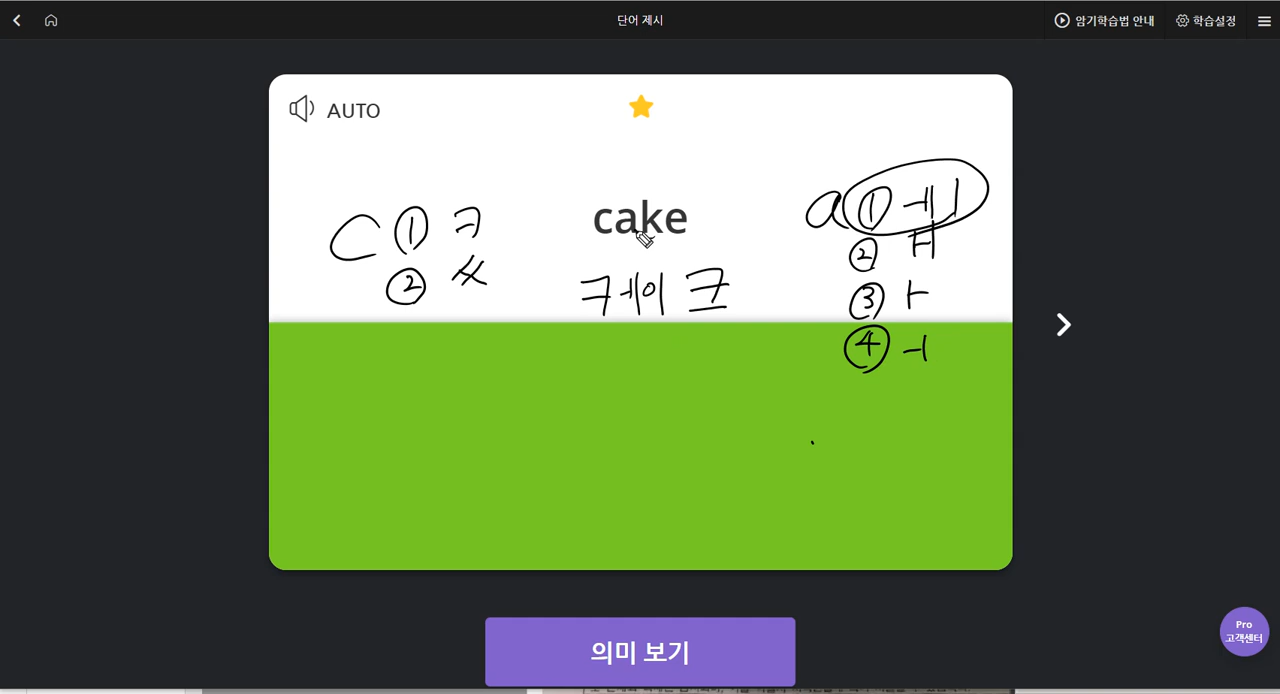 단어 제시
암기학습법 안내
학습설정
AUTO
cake
C ① ㅋ
② ㅆ
케이크
a ① ㅔㅣ
② ㅐ
③ ㅏ
④ ㅓ
의미 보기
Pro
고객센터